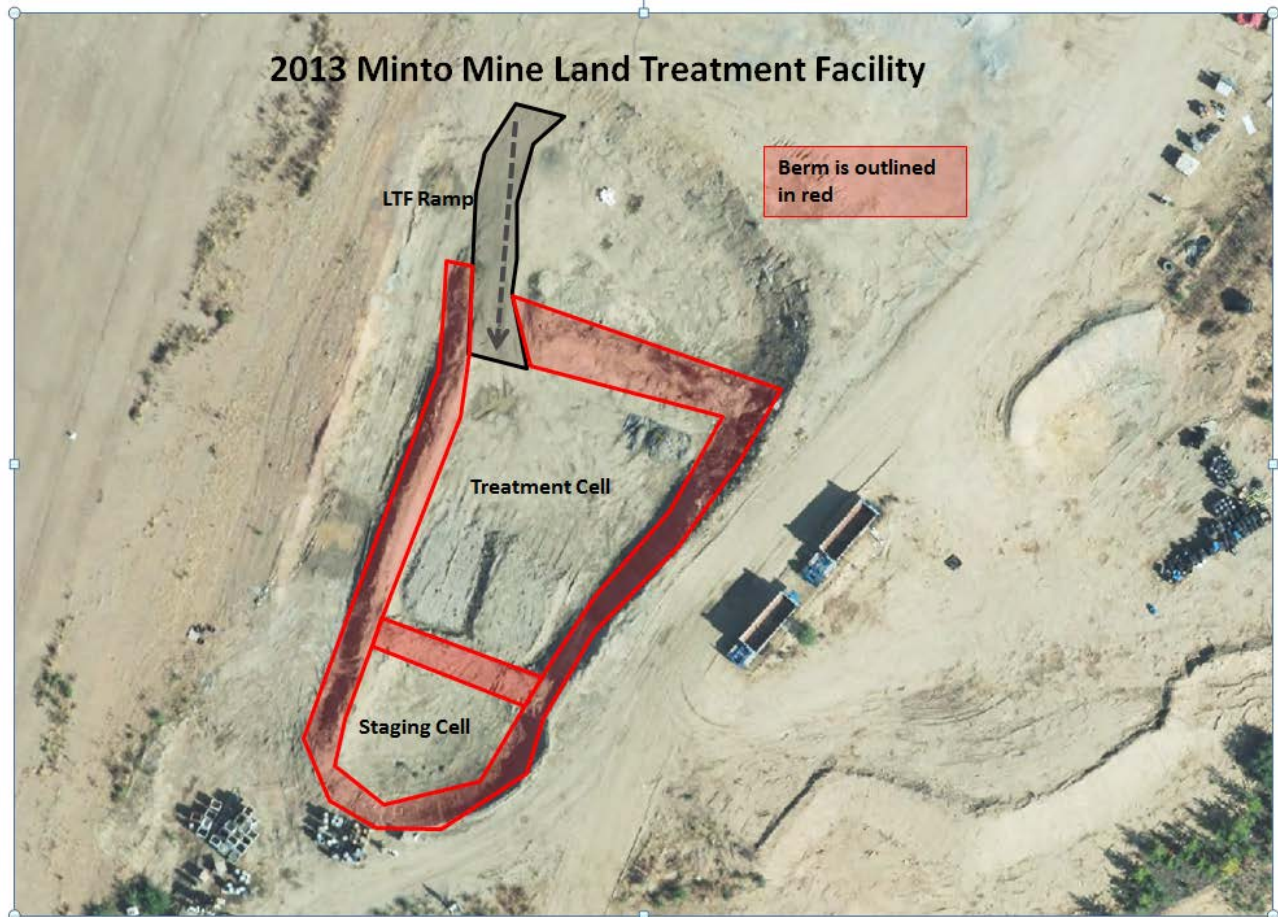 2013 Minto Mine Land Treatment Facility
Berm is outlined
in red
LTF Ramp
Treatment Cell
Staging Cell